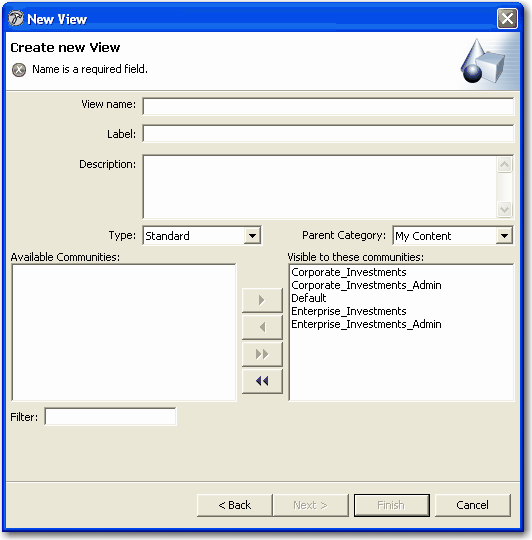 New View
Create new View
Name is a required field.
View name:
Label:
Description:
Type: Standard Parent Category: My Content
Available Communities: Visible to these communities:
Corporate_Investments
Corporate_Investments_Admin
Default
Enterprise_Investments
Enterprise_Investments_Admin
Filter:
< Back Next > Finish Cancel